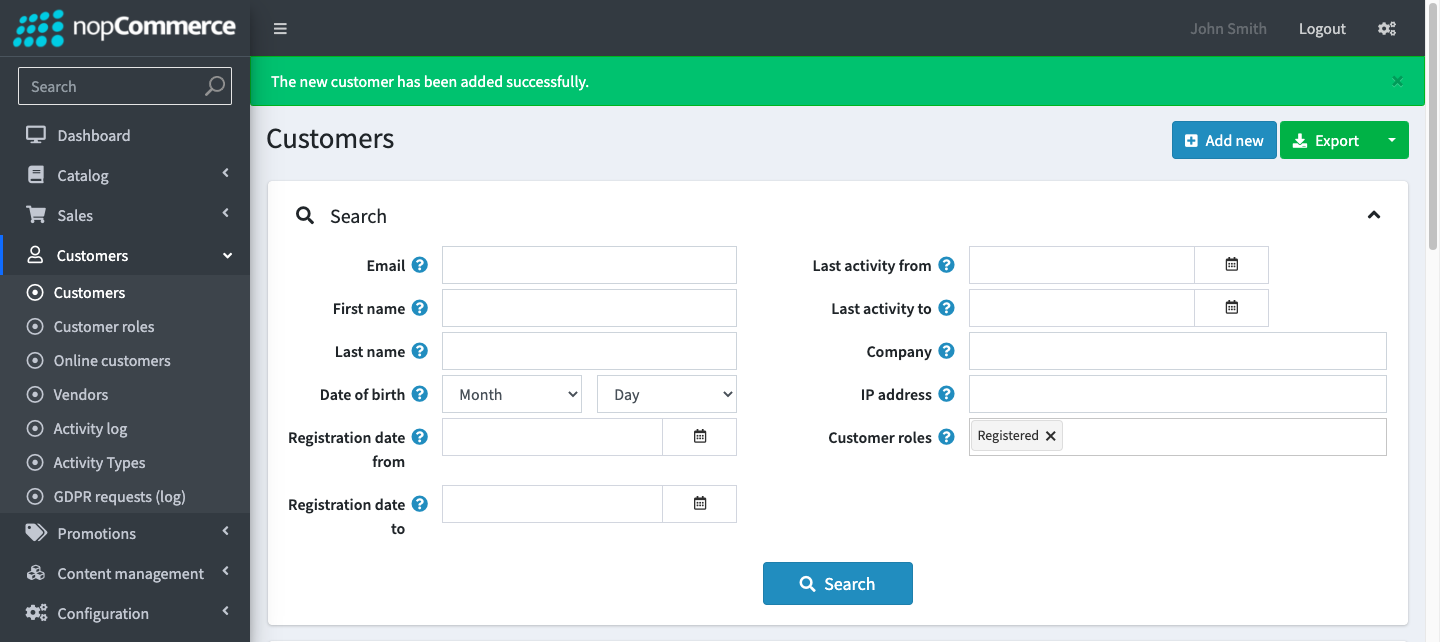 nopCommerce
John Smith
Logout
Search
The new customer has been added successfully.
Customers
Add new
Export
Dashboard
Catalog
Sales
Customers
Customers
Customer roles
Online customers
Vendors
Activity log
Activity Types
GDPR requests (log)
Promotions
Content management
Configuration
Search
Email
First name
Last name
Date of birth
Month
Day
Registration date
from
Registration date
to
Last activity from
Last activity to
Company
IP address
Customer roles
Registered
Search